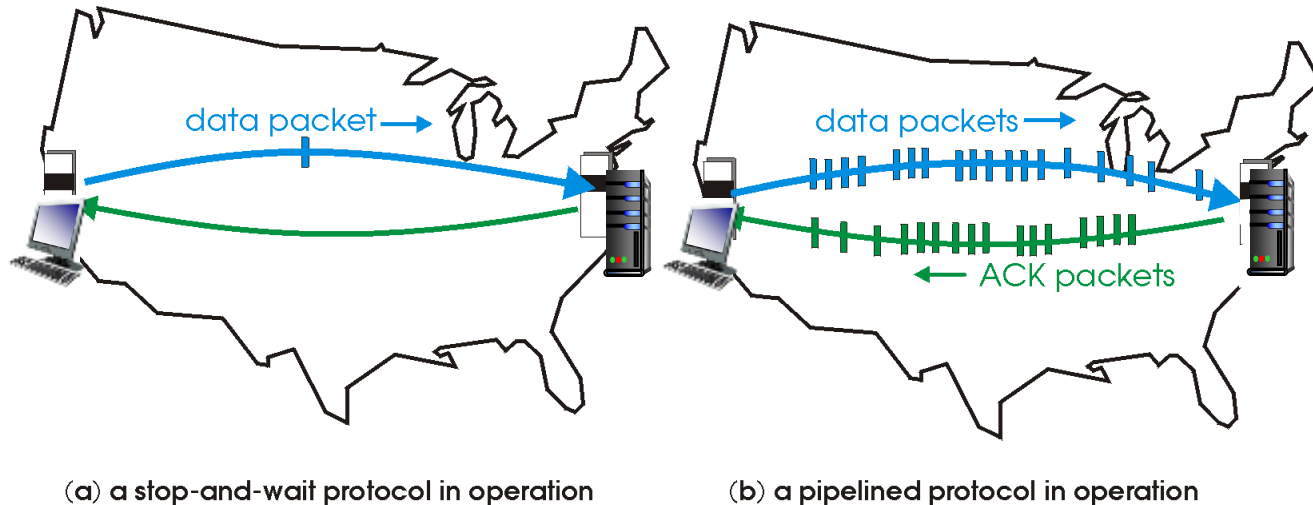 data packet
data packets
ACK packets
(a) a stop-and-wait protocol in operation
(b) a pipelined protocol in operation